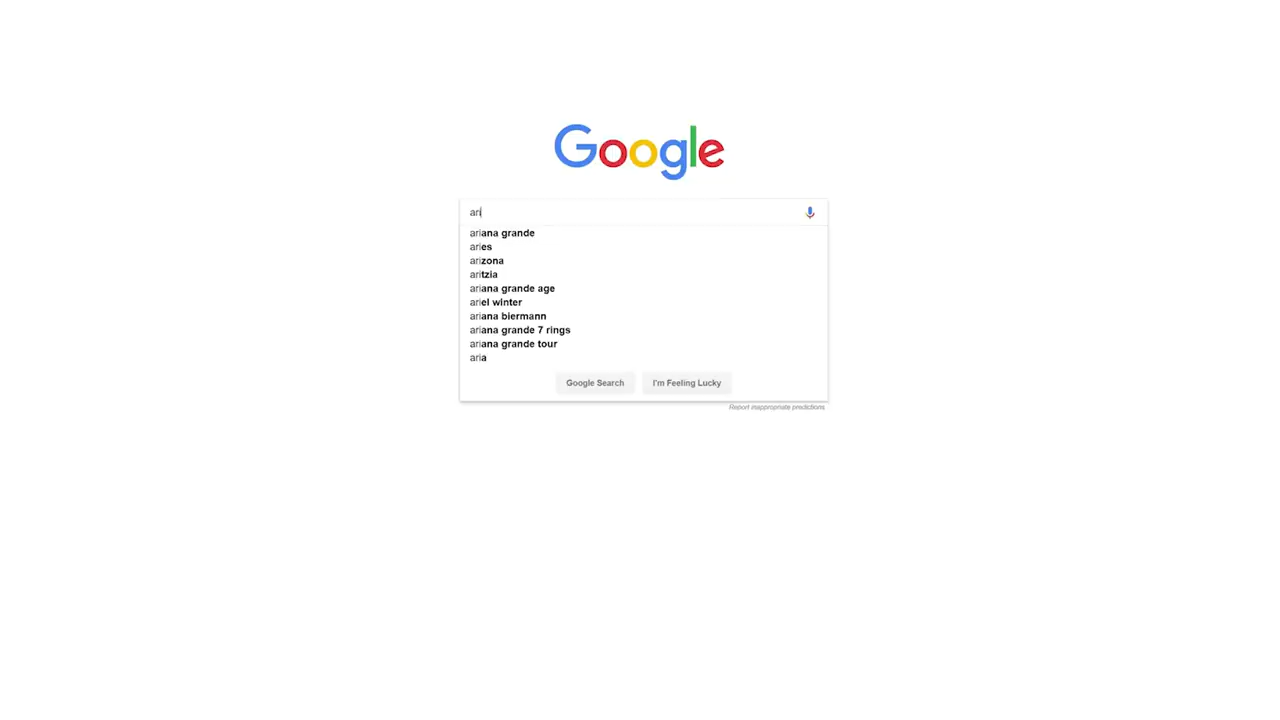 Google
ari
ariana grande
aries
arizona
aritzia
ariana grande age
ariel winter
ariana biermann
ariana grande 7 rings
ariana grande tour
aria
Google Search I'm Feeling Lucky
Report inappropriate predictions